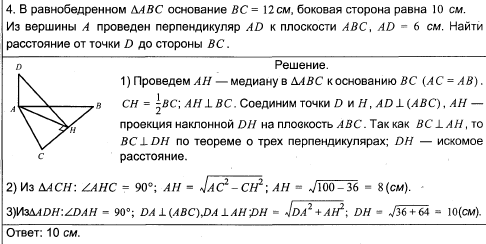 4. В равнобедренном ΔABC основание BC = 12 см, боковая сторона равна 10 см.
Из вершины A проведен перпендикуляр AD к плоскости ABC, AD = 6 см. Найти
расстояние от точки D до стороны BC.
Решение.
1) Проведем AH — медиану в ΔABC к основанию BC (AC = AB).
CH = 1/2 BC; AH ⊥ BC. Соединим точки D и H, AD ⊥ (ABC), AH —
проекция наклонной DH на плоскость ABC. Так как BC ⊥ AH, то
BC ⊥ DH по теореме о трех перпендикулярах; DH — искомое
расстояние.
D
A
B
H
C
2) Из ΔACH: ∠AHC = 90°; AH = √(AC² − CH²); AH = √(100 − 36) = 8 (см).
3)ИзΔADH:∠DAH = 90°; DA ⊥ (ABC),DA ⊥ AH;DH = √(DA² + AH²); DH = √(36 + 64) = 10(см).
Ответ: 10 см.